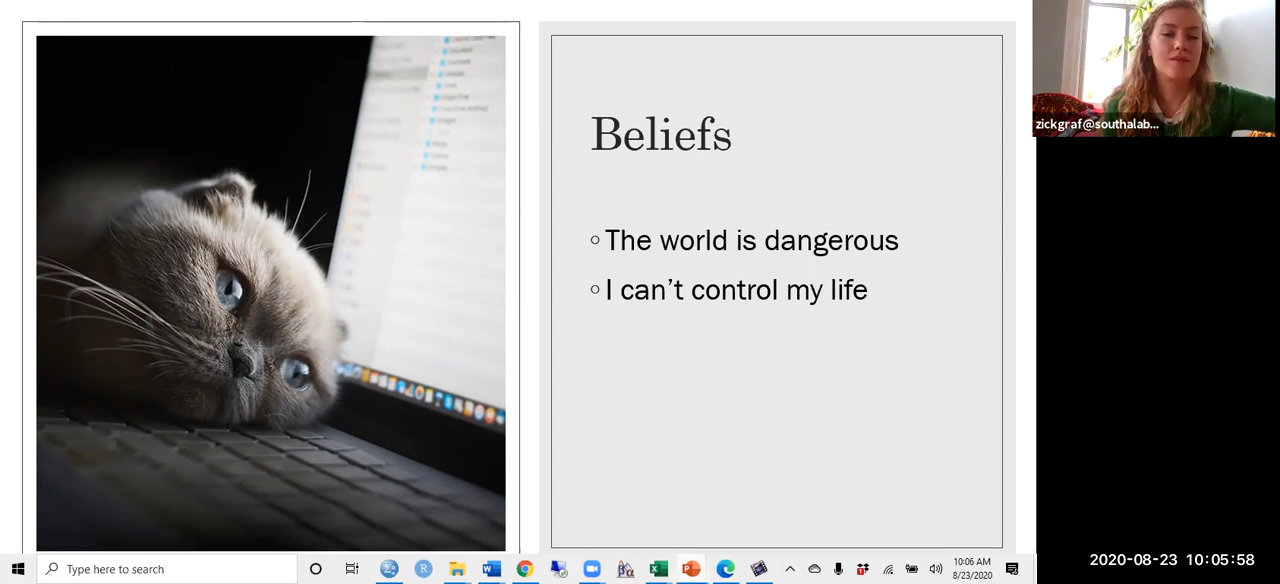 Beliefs
The world is dangerous
I can’t control my life
zickgraf@southalab...
Type here to search
10:06 AM
8/23/2020
2020-08-23 10:05:58